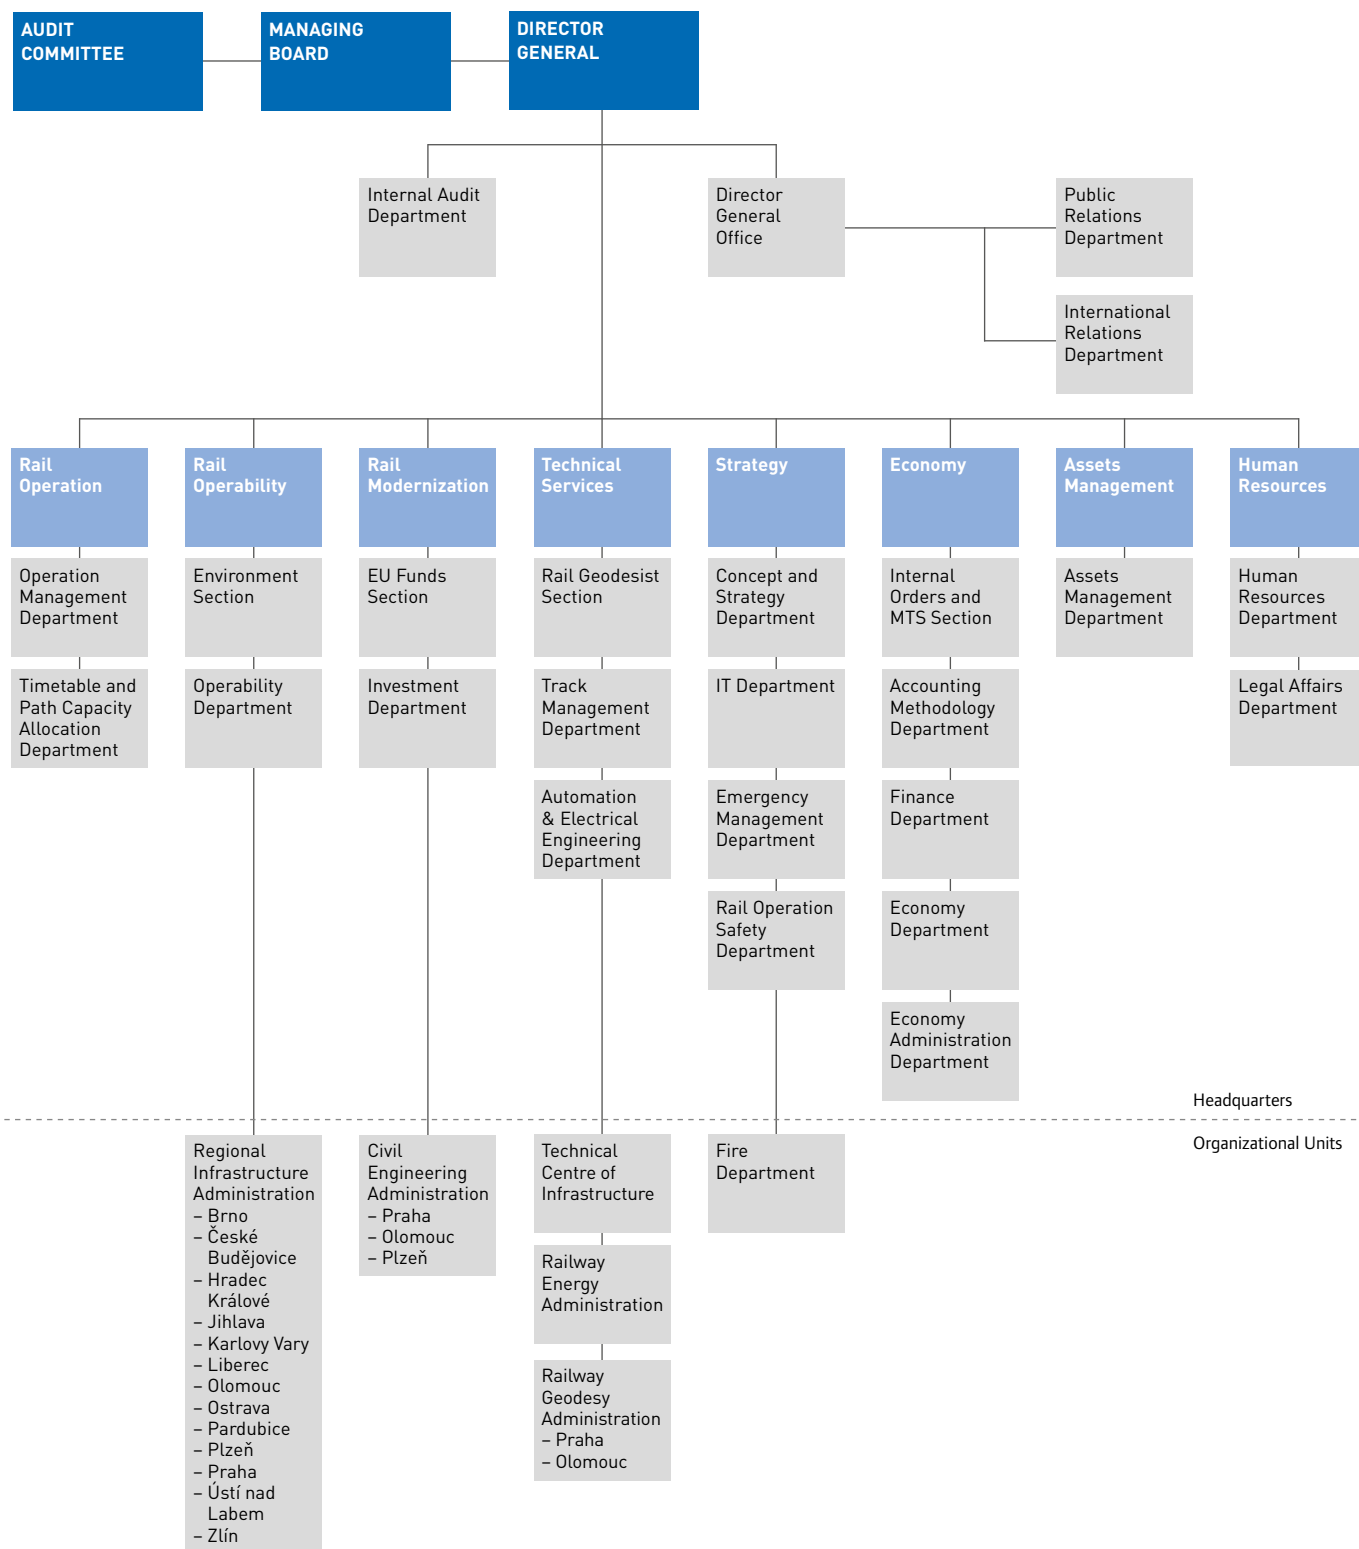 AUDIT
COMMITTEE
MANAGING
BOARD
DIRECTOR
GENERAL
Internal Audit
Department
Director
General
Office
Public
Relations
Department
International
Relations
Department
Rail
Operation
Rail
Operability
Rail
Modernization
Technical
Services
Strategy
Economy
Assets
Management
Human
Resources
Operation
Management
Department
Environment
Section
EU Funds
Section
Rail Geodesist
Section
Concept and
Strategy
Department
Internal
Orders and
MTS Section
Assets
Management
Department
Human
Resources
Department
Timetable and
Path Capacity
Allocation
Department
Operability
Department
Investment
Department
Track
Management
Department
IT Department
Accounting
Methodology
Department
Legal Affairs
Department
Automation
& Electrical
Engineering
Department
Emergency
Management
Department
Finance
Department
Rail Operation
Safety
Department
Economy
Department
Economy
Administration
Department
Headquarters
Organizational Units
Regional
Infrastructure
Administration
– Brno
– České
Budějovice
– Hradec
Králové
– Jihlava
– Karlovy Vary
– Liberec
– Olomouc
– Ostrava
– Pardubice
– Plzeň
– Praha
– Ústí nad
Labem
– Zlín
Civil
Engineering
Administration
– Praha
– Olomouc
– Plzeň
Technical
Centre of
Infrastructure
Railway
Energy
Administration
Railway
Geodesy
Administration
– Praha
– Olomouc
Fire
Department